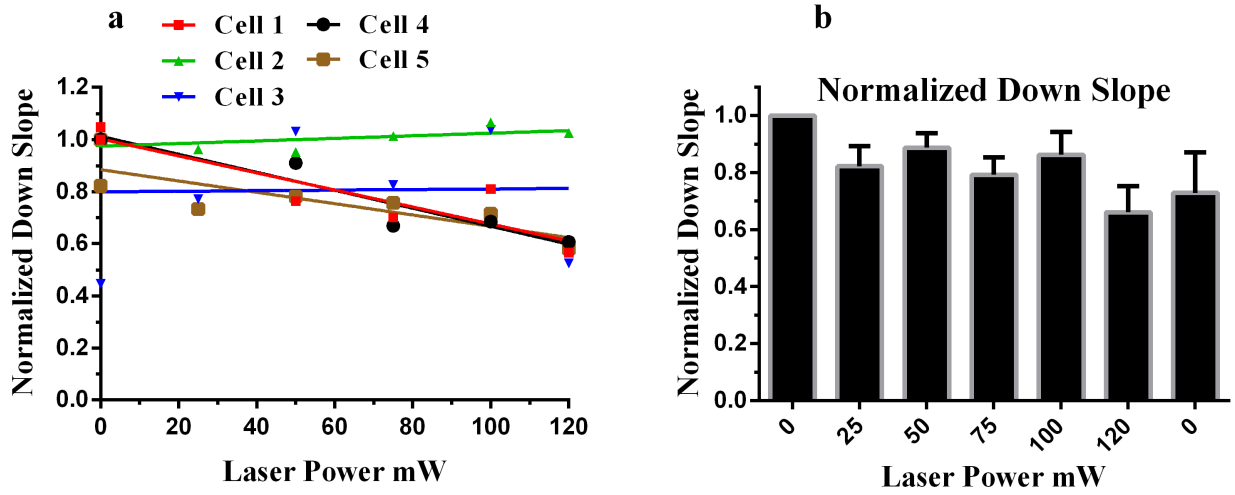 a
Cell 1
Cell 2
Cell 3
Cell 4
Cell 5
Normalized Down Slope
1.2
1.0
0.8
0.6
0.4
0.2
0.0
0 20 40 60 80 100 120
Laser Power mW
b
Normalized Down Slope
Normalized Down Slope
1.0
0.8
0.6
0.4
0.2
0.0
0 25 50 75 100 120 0
Laser Power mW